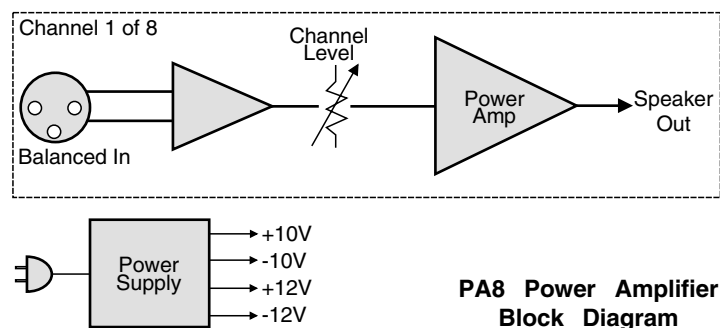 Channel 1 of 8
Channel
Level
Balanced In
Power
Amp
Speaker
Out
Power
Supply
+10V
-10V
+12V
-12V
PA8 Power Amplifier
Block Diagram